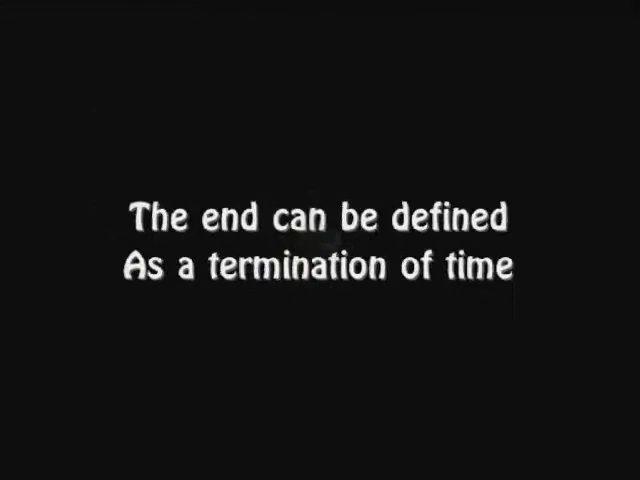 The end can be defined
As a termination of time